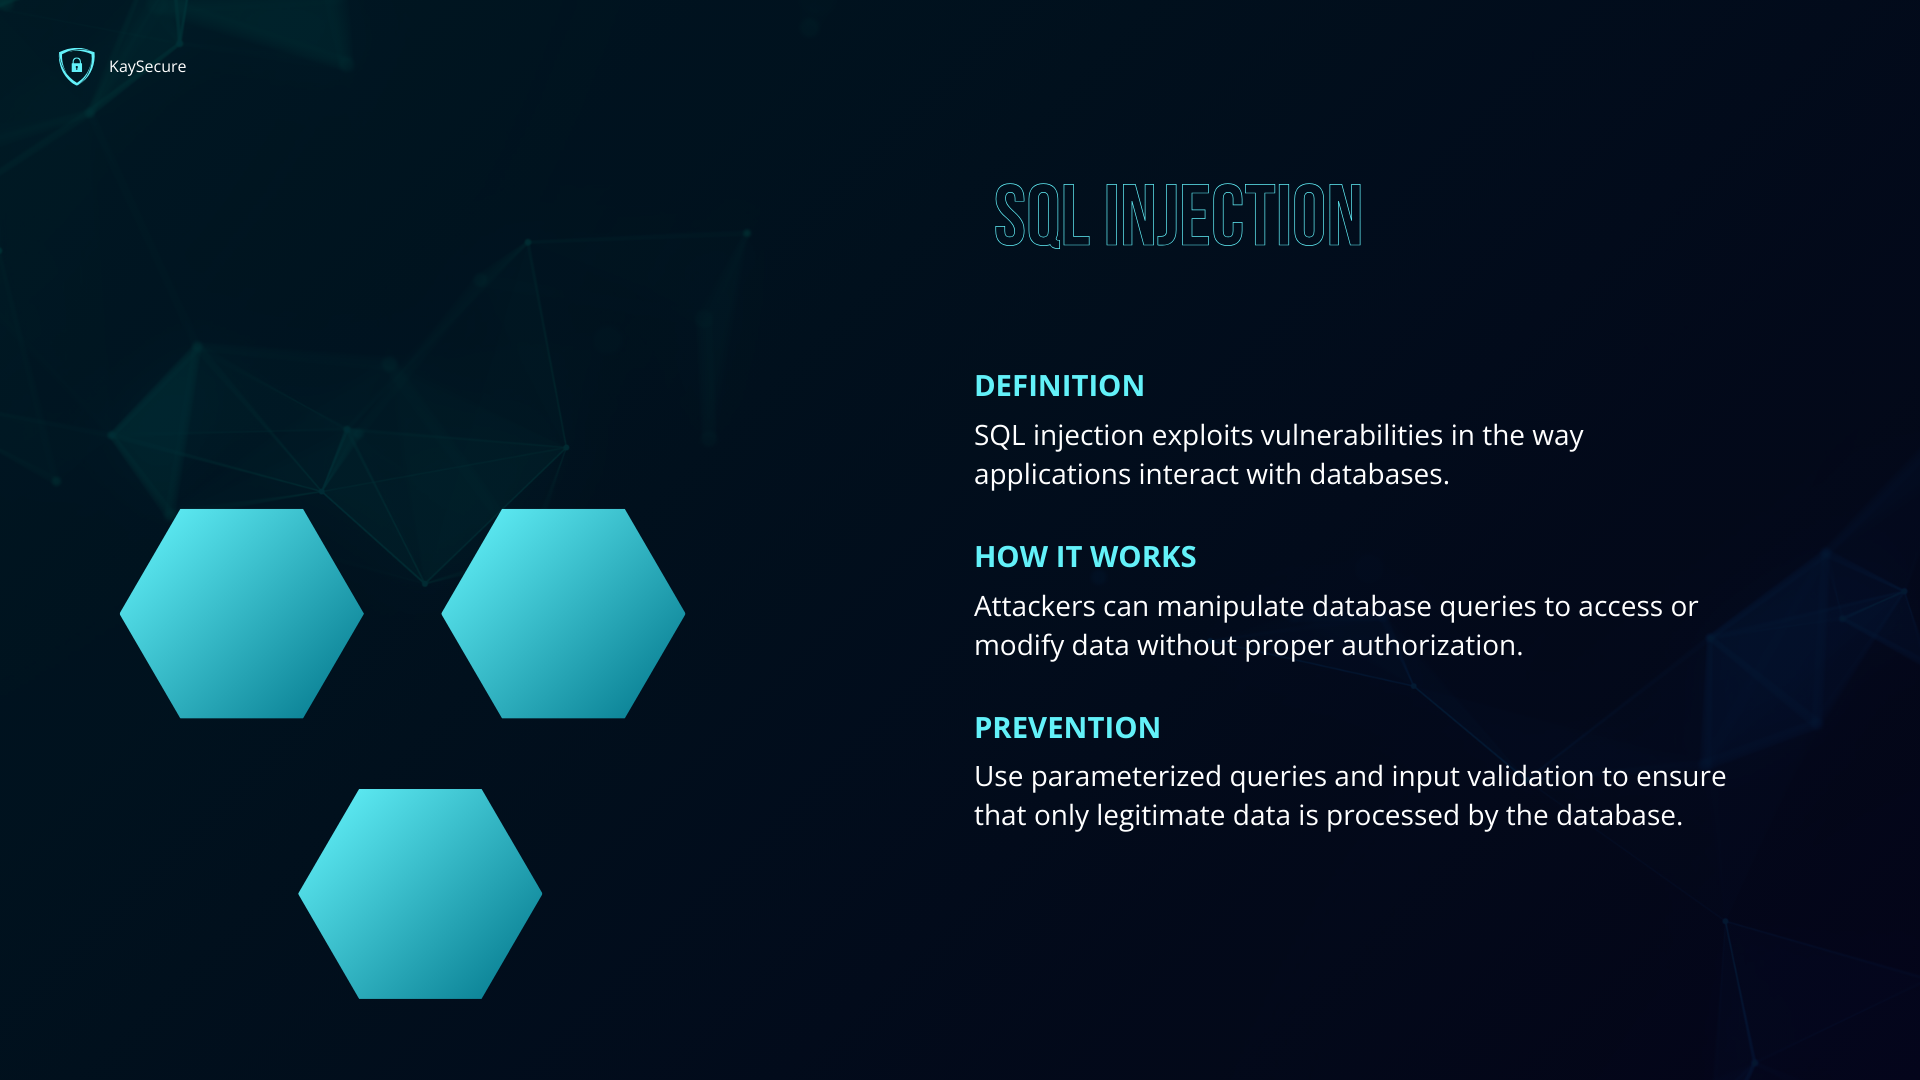 KaySecure
SQL INJECTION
DEFINITION
SQL injection exploits vulnerabilities in the way
applications interact with databases.
HOW IT WORKS
Attackers can manipulate database queries to access or
modify data without proper authorization.
PREVENTION
Use parameterized queries and input validation to ensure
that only legitimate data is processed by the database.